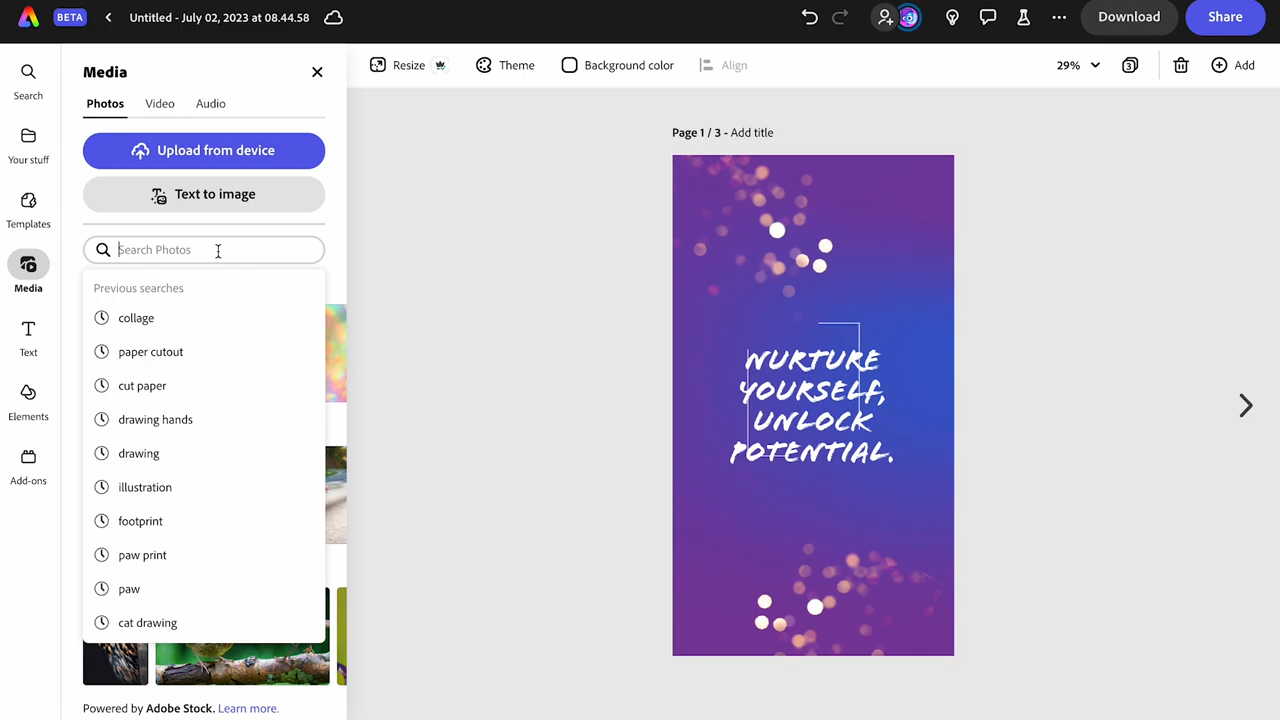 BETA
Untitled - July 02, 2023 at 08.44.58
Download
Share
Search
Your stuff
Templates
Media
Text
Elements
Add-ons
Media
Photos
Video
Audio
Upload from device
Text to image
Search Photos
Previous searches
collage
paper cutout
cut paper
drawing hands
drawing
illustration
footprint
paw print
paw
cat drawing
Powered by Adobe Stock. Learn more.
Resize
Theme
Background color
Align
29%
3
Add
Page 1 / 3 - Add title
NURTURE
YOURSELF,
UNLOCK
POTENTIAL.